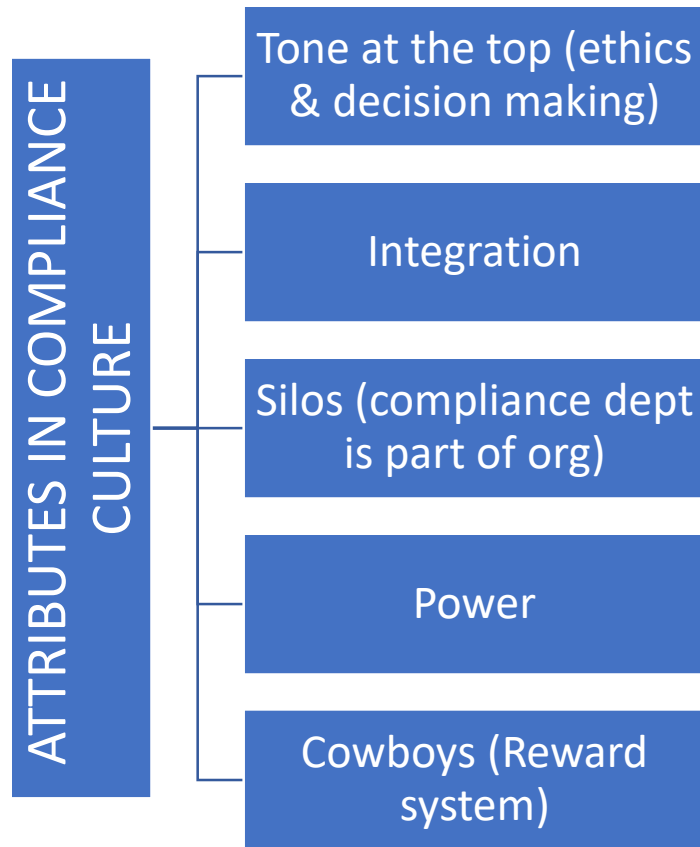 ATTRIBUTES IN COMPLIANCE
CULTURE
Tone at the top (ethics
& decision making)
Integration
Silos (compliance dept
is part of org)
Power
Cowboys (Reward
system)